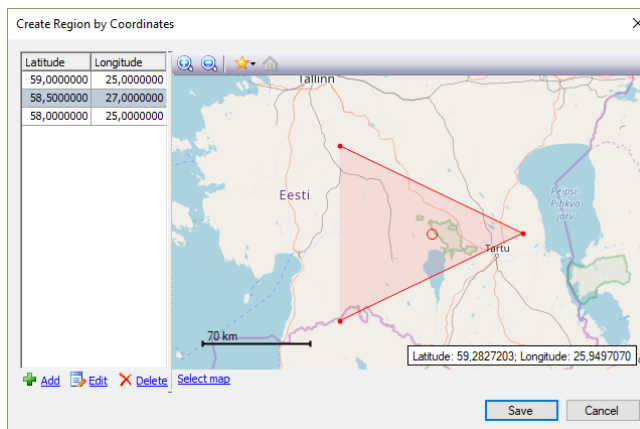 Create Region by Coordinates
Latitude Longitude
59,0000000 25,0000000
58,5000000 27,0000000
58,0000000 25,0000000
Tallinn
Eesti
Peipsi-
Pihkva
järv
Tartu
70 km
Latitude: 59,2827203; Longitude: 25,9497070
Add Edit Delete Select map
Save Cancel